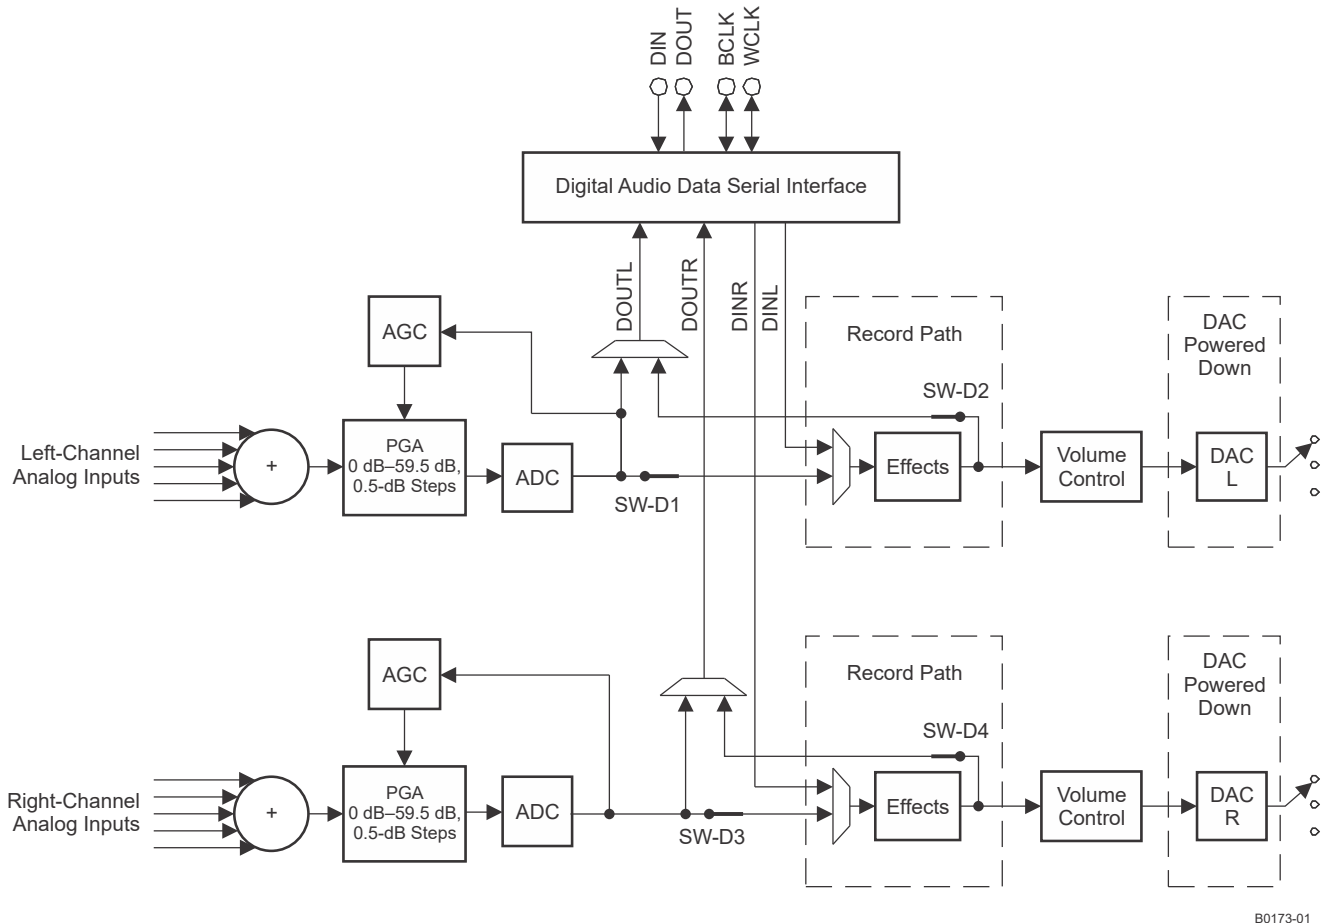 DIN
DOUT
BCLK
WCLK
Digital Audio Data Serial Interface
DOUTL
DOUTR
DINR
DINL
AGC
Record Path
DAC
Powered
Down
SW-D2
Left-Channel
Analog Inputs
+
PGA
0 dB–59.5 dB,
0.5-dB Steps
ADC
SW-D1
Effects
Volume
Control
DAC
L
AGC
Record Path
DAC
Powered
Down
SW-D4
Right-Channel
Analog Inputs
+
PGA
0 dB–59.5 dB,
0.5-dB Steps
ADC
SW-D3
Effects
Volume
Control
DAC
R
B0173-01